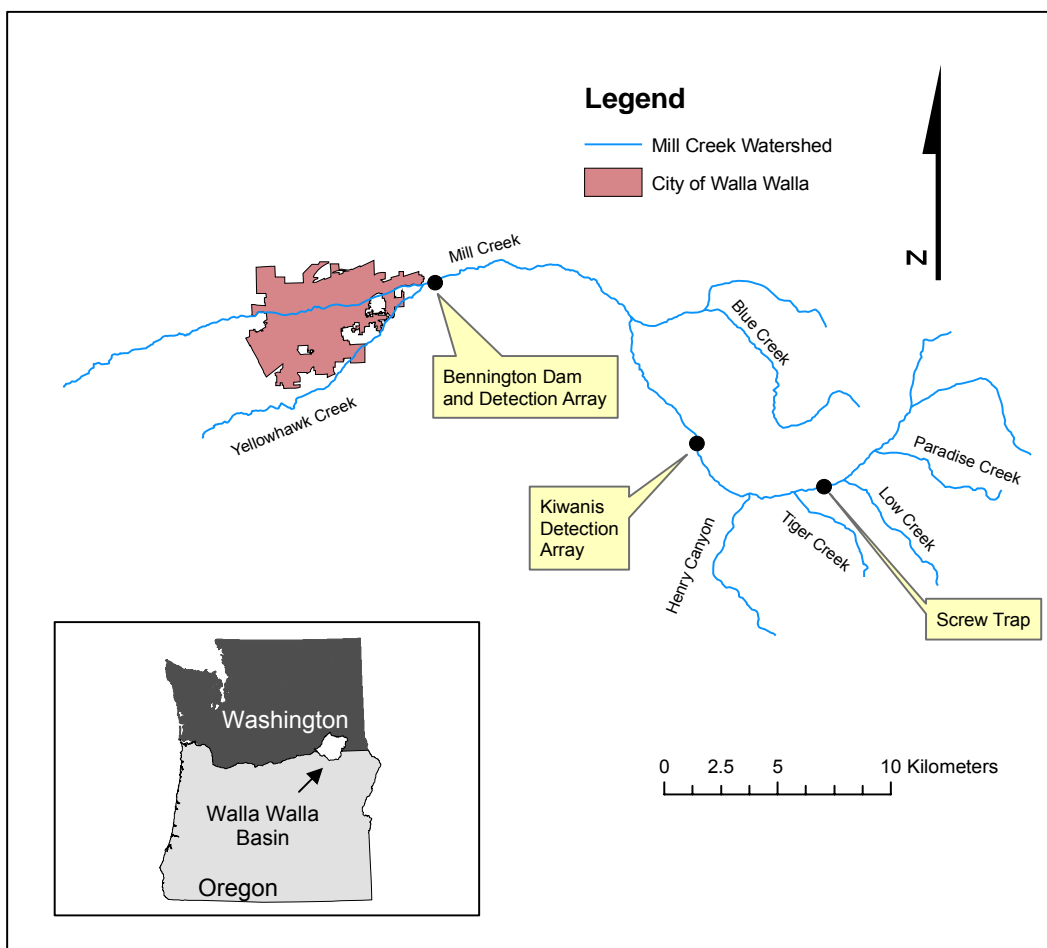 Legend
Mill Creek Watershed
City of Walla Walla
N
Mill Creek
Blue Creek
Bennington Dam
and Detection Array
Yellowhawk Creek
Paradise Creek
Kiwanis
Detection
Array
Low Creek
Tiger Creek
Henry Canyon
Screw Trap
Washington
Walla Walla
Basin
Oregon
0 2.5 5 10 Kilometers